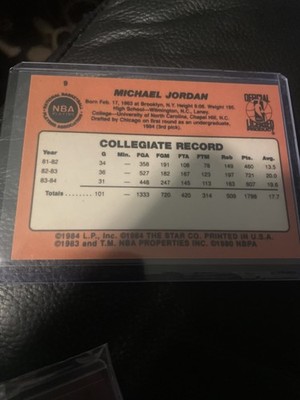 MICHAEL JORDAN
Born Feb. 17, 1963 at Brooklyn, N.Y. Height 6:06. Weight 195.
High School—Wilmington, N.C., Laney.
College—University of North Carolina, Chapel Hill, N.C.
Drafted by Chicago on first round as an undergraduate,
1984 (3rd pick).
NBA
OFFICIAL
LICENSED
COLLEGIATE RECORD
Year G Min. FGA FGM FTA FTM Reb Pts. Avg.
81-82 34 — 358 191 108 78 149 460 13.5
82-83 36 — 527 282 167 123 197 721 20.0
83-84 31 — 448 247 145 113 163 607 19.6
Totals 101 — 1333 720 420 314 509 1788 17.7
©1984 L.P., Inc. ©1984 THE STAR CO. PRINTED IN U.S.A.
©1983 and T.M. NBA PROPERTIES INC. NBPA